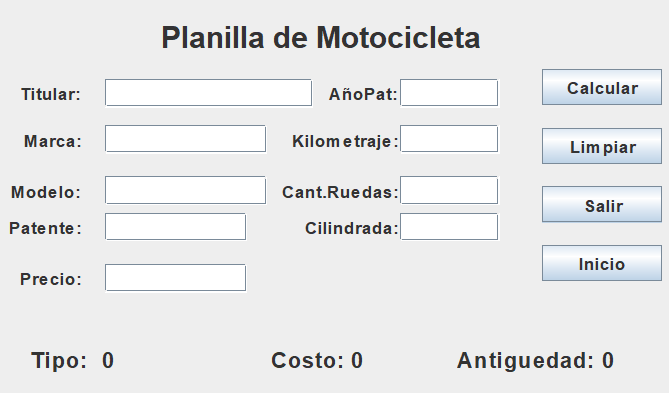 Planilla de Motocicleta
Titular: AñoPat: Calcular
Marca: Kilometraje: Limpiar
Modelo: Cant.Ruedas: Salir
Patente: Cilindrada:
Precio: Inicio
Tipo: 0 Costo: 0 Antiguedad: 0